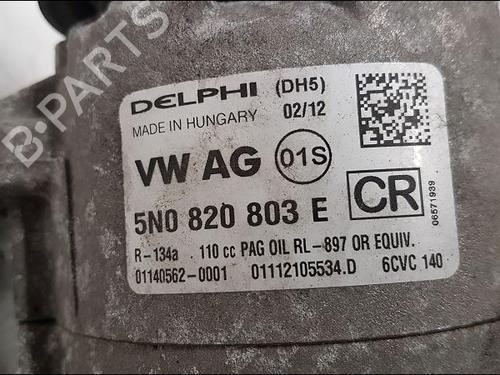 B-PARTS
DELPHI (DH5)
MADE IN HUNGARY 02/12
VW AG 01S
5N0 820 803 E CR
06571939
R-134a 110 cc PAG OIL RL-897 OR EQUIV.
01140562-0001 01112105534.D 6CVC 140